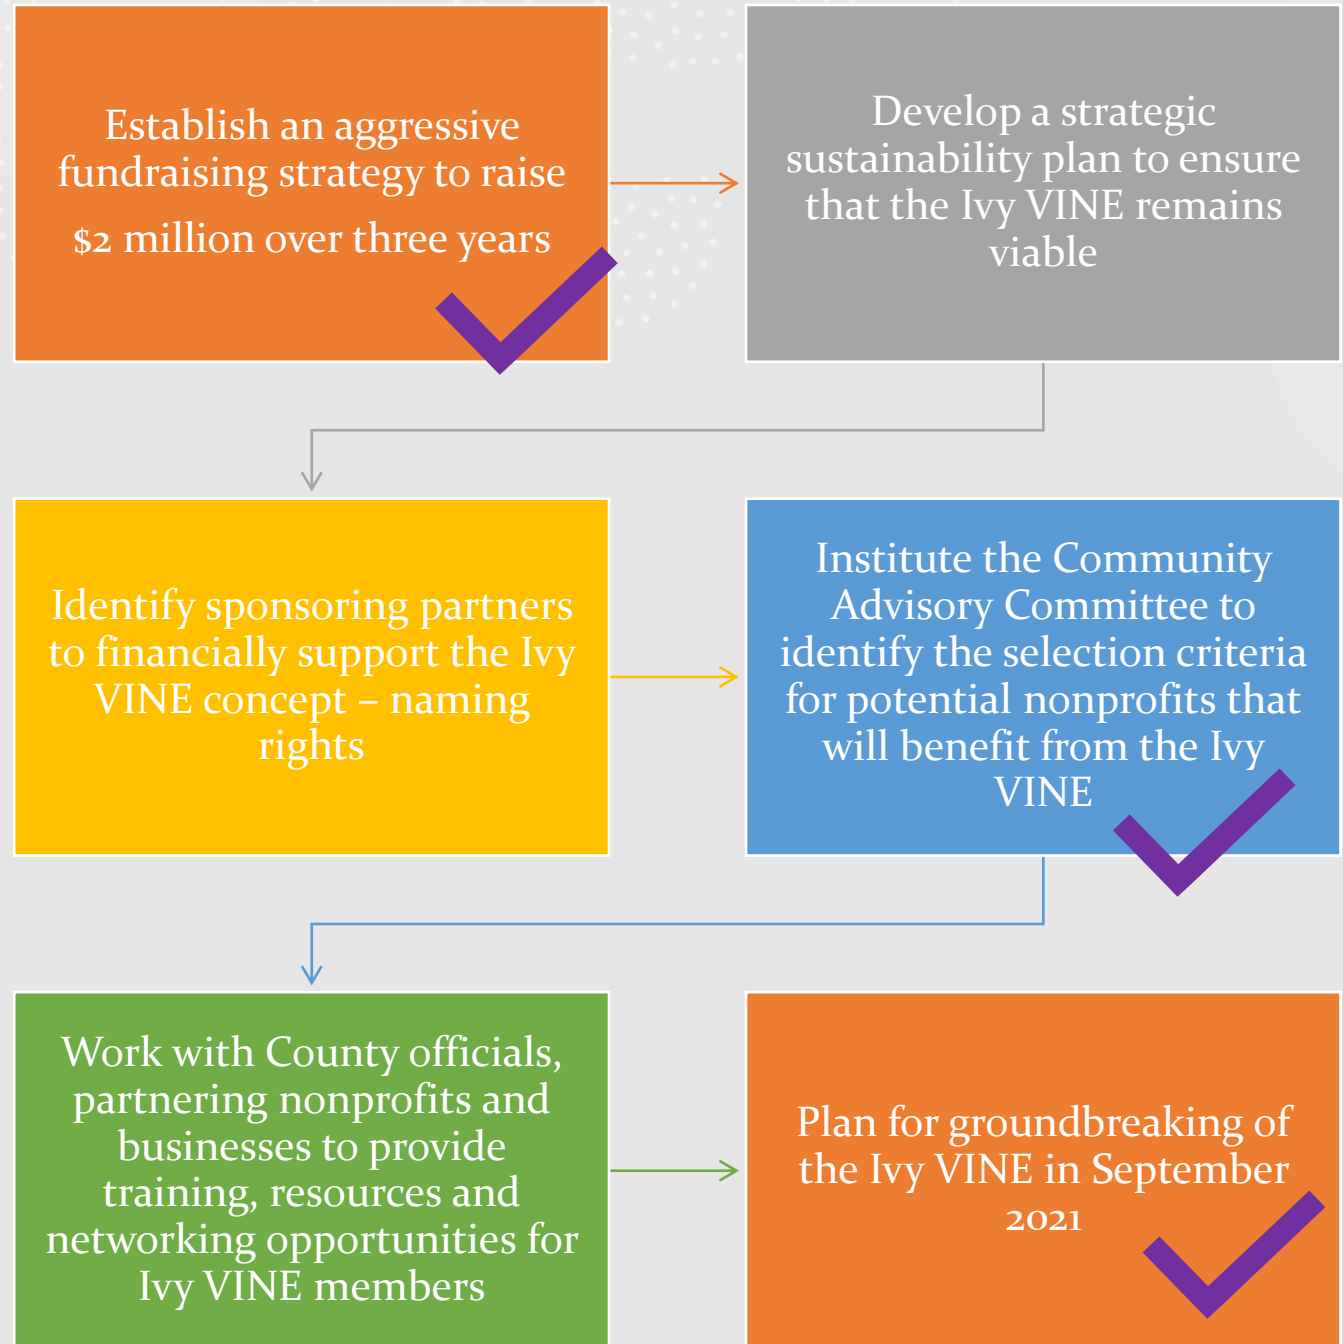 Establish an aggressive
fundraising strategy to raise
$2 million over three years
Develop a strategic
sustainability plan to ensure
that the Ivy VINE remains
viable
Identify sponsoring partners
to financially support the Ivy
VINE concept – naming
rights
Institute the Community
Advisory Committee to
identify the selection criteria
for potential nonprofits that
will benefit from the Ivy
VINE
Work with County officials,
partnering nonprofits and
businesses to provide
training, resources and
networking opportunities for
Ivy VINE members
Plan for groundbreaking of
the Ivy VINE in September
2021